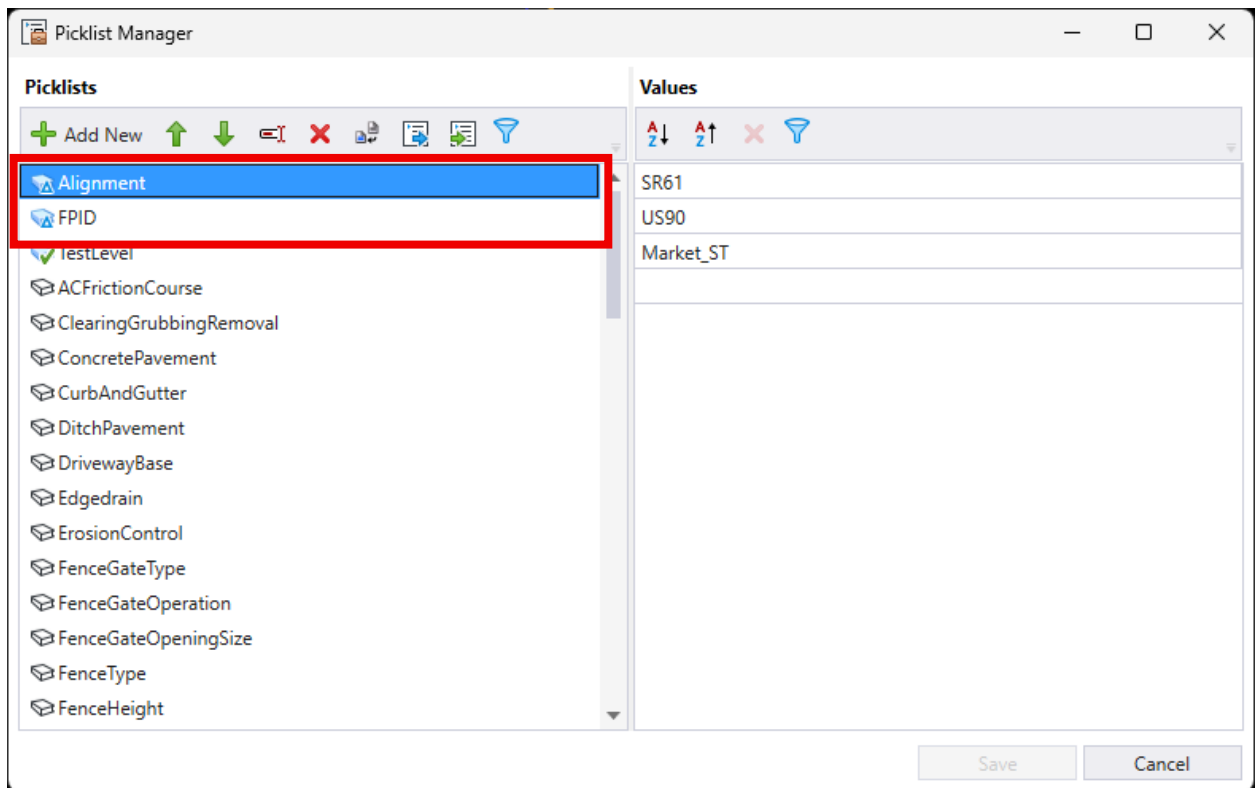 Picklist Manager
Picklists
Values
Add New
Alignment
FPID
TestLevel
ACFrictionCourse
ClearingGrubbingRemoval
ConcretePavement
CurbAndGutter
DitchPavement
DrivewayBase
Edgedrain
ErosionControl
FenceGateType
FenceGateOperation
FenceGateOpeningSize
FenceType
FenceHeight
SR61
US90
Market_ST
Save
Cancel